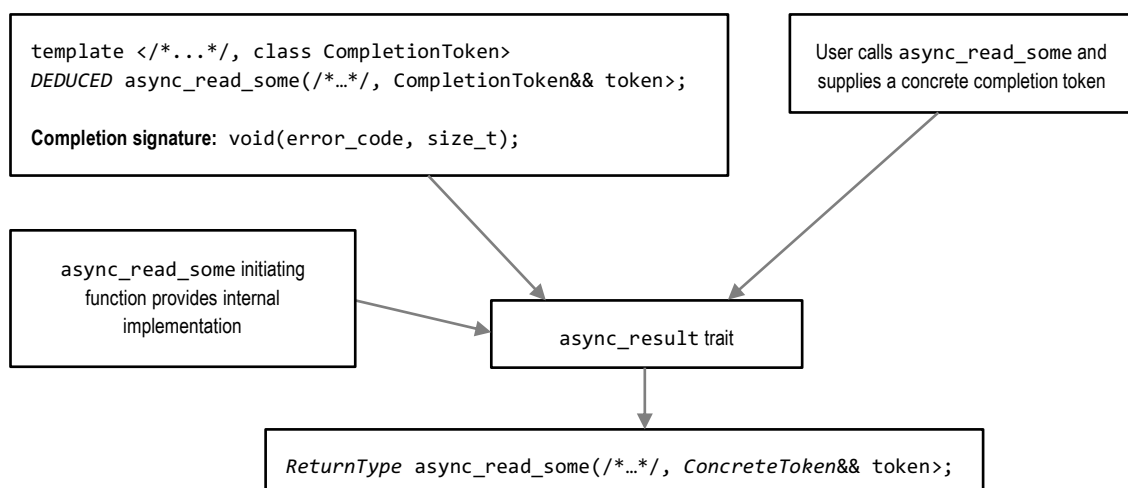 template </*...*/, class CompletionToken>
DEDUCED async_read_some(/*…*/, CompletionToken&& token>;
Completion signature: void(error_code, size_t);
User calls async_read_some and
supplies a concrete completion token
async_read_some initiating
function provides internal
implementation
async_result trait
ReturnType async_read_some(/*…*/, ConcreteToken&& token>;